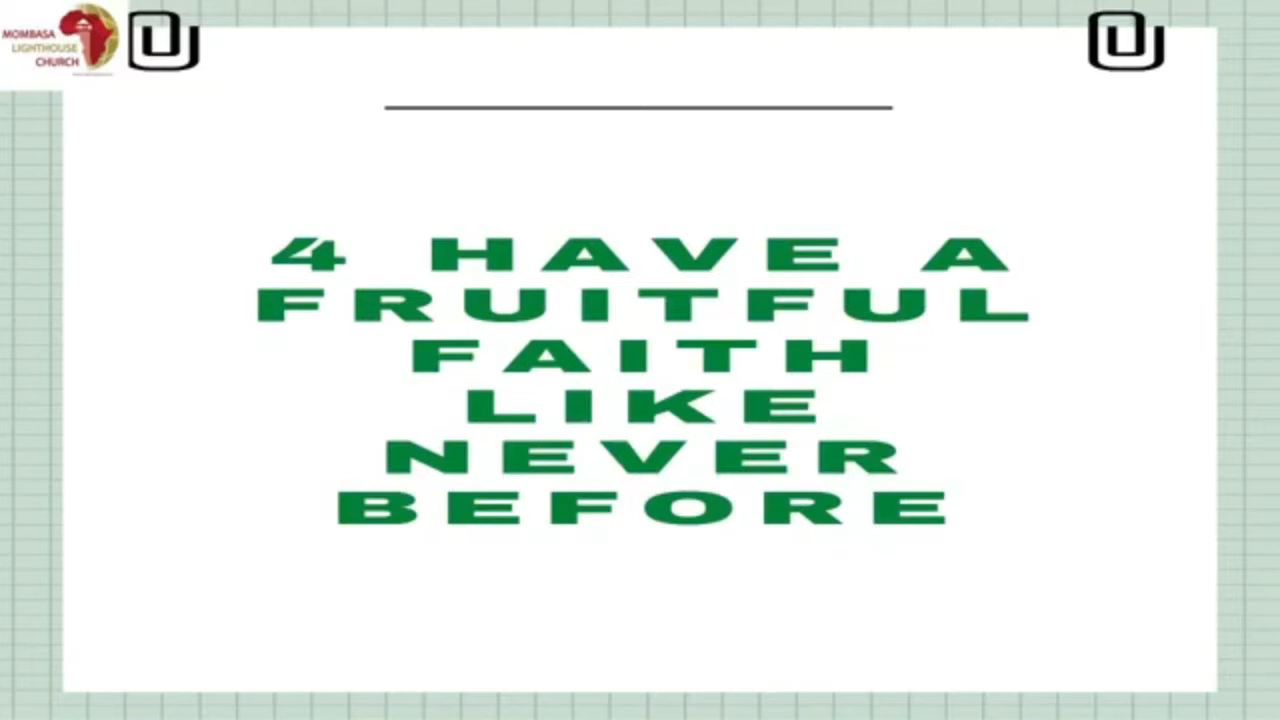 MOMBASA
LIGHTHOUSE
CHURCH
4 HAVE A
FRUITFUL
FAITH
LIKE
NEVER
BEFORE